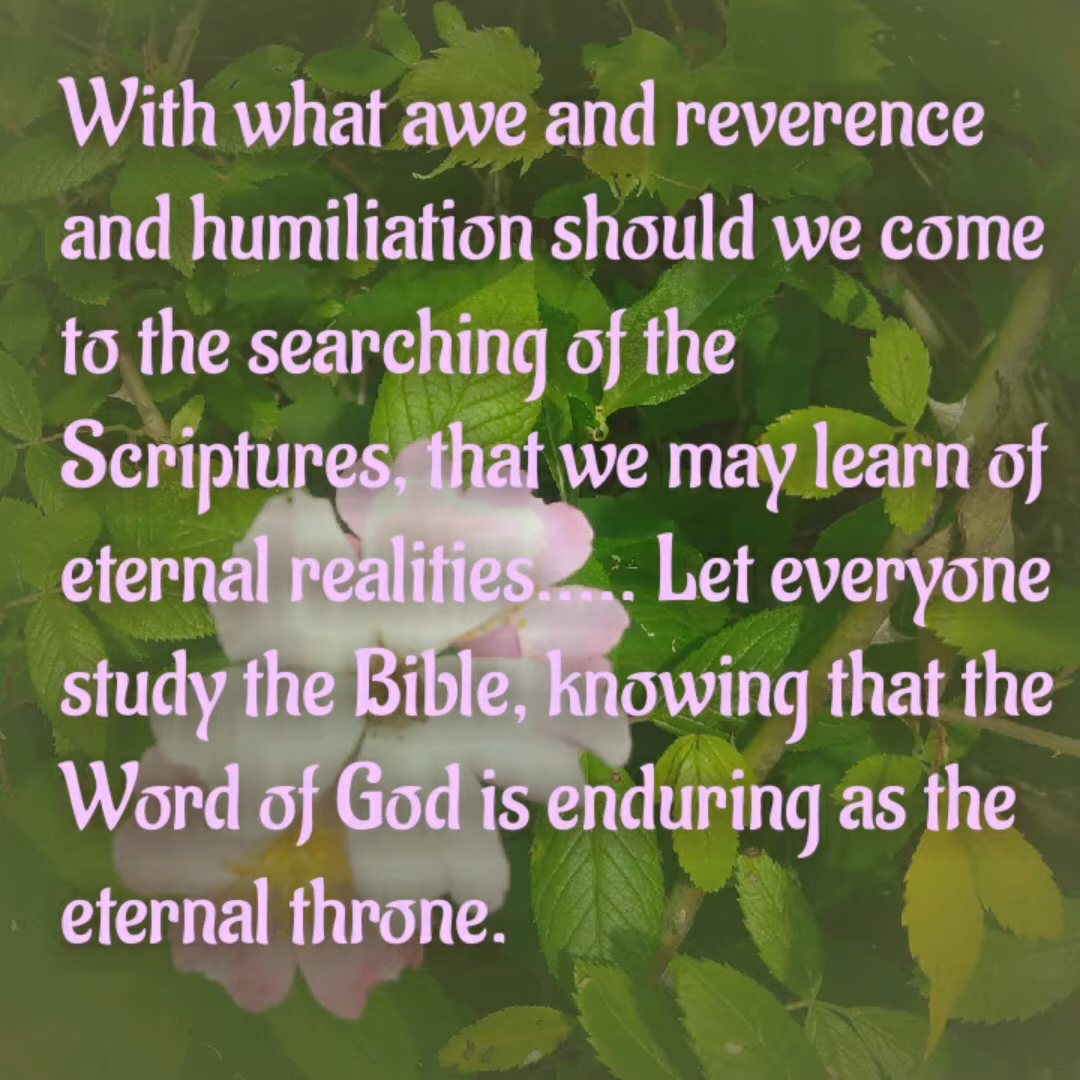 With what awe and reverence
and humiliation should we come
to the searching of the
Scriptures, that we may learn of
eternal realities..... Let everyone
study the Bible, knowing that the
Word of God is enduring as the
eternal throne.